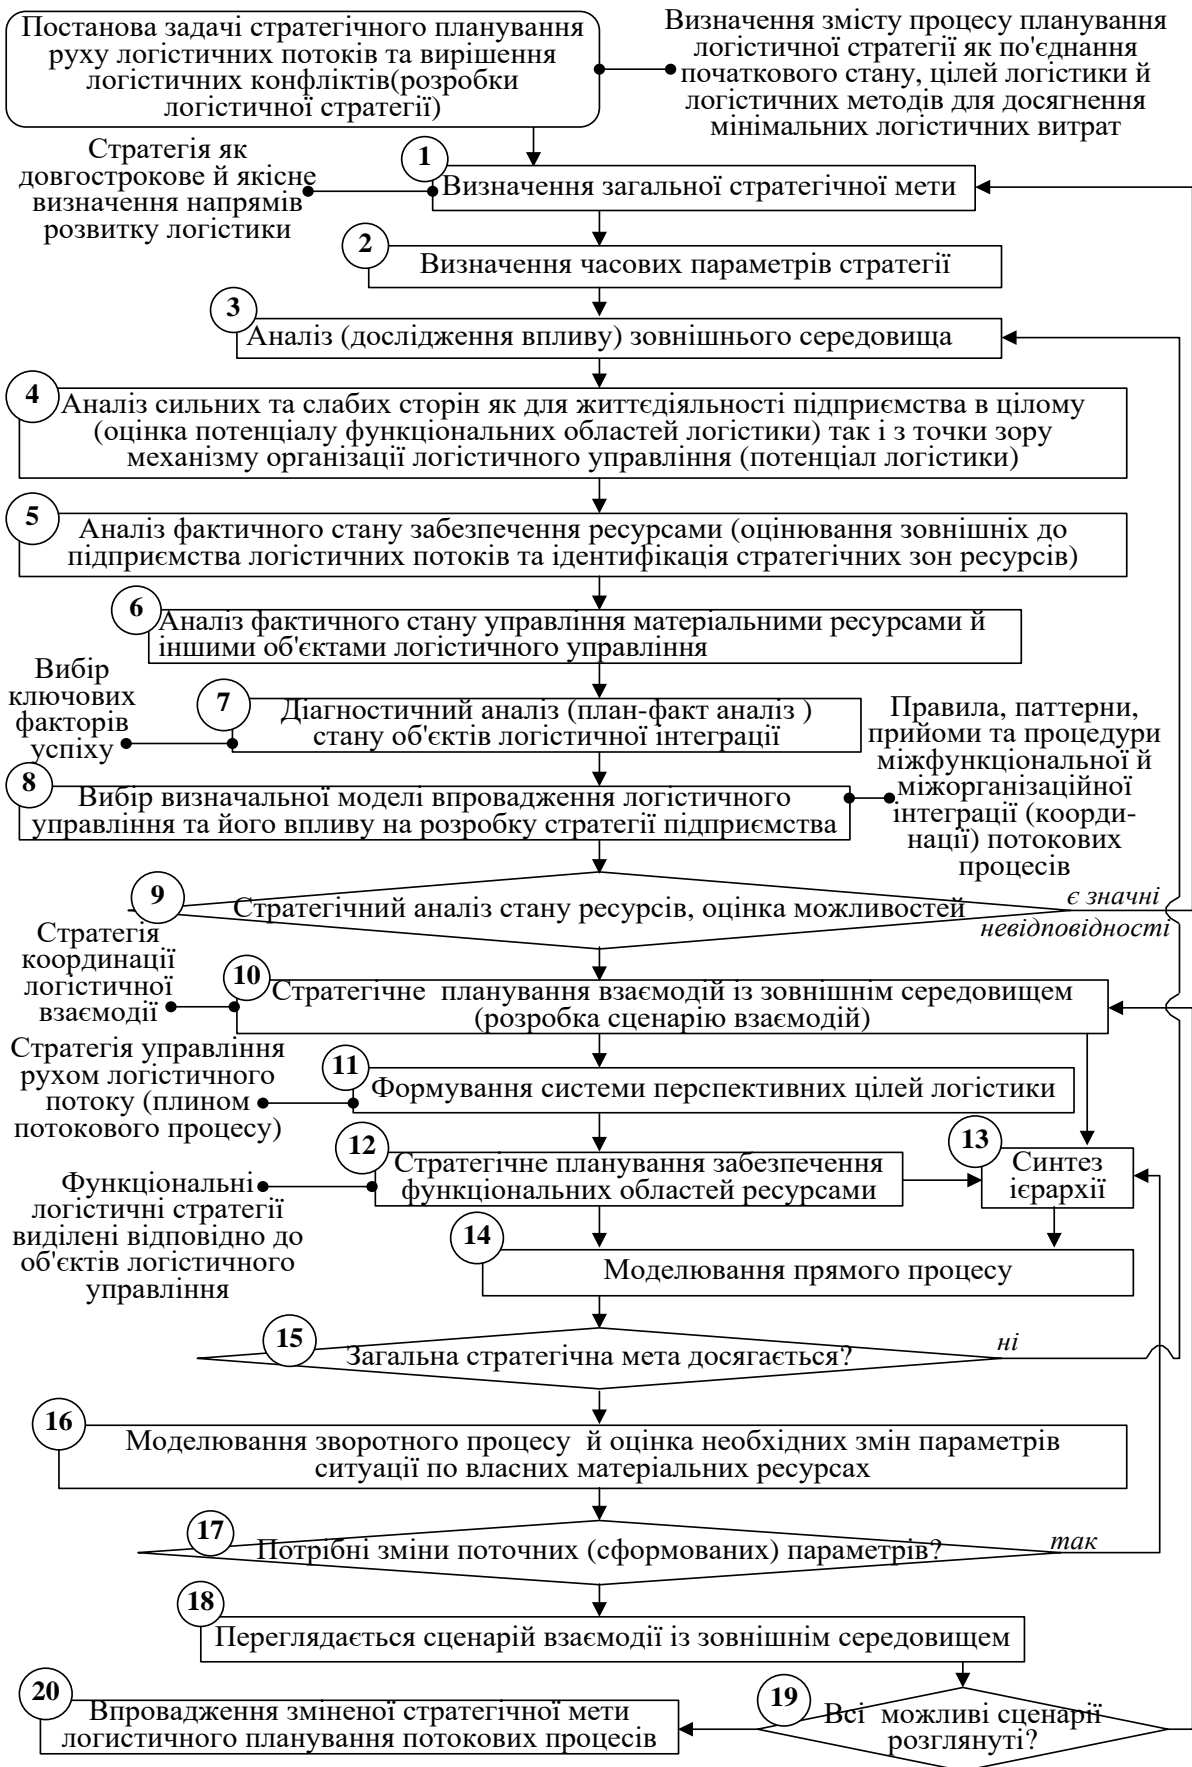 Постанова задачі стратегічного планування
руху логістичних потоків та вирішення
логістичних конфліктів(розробки
логістичної стратегії)
Визначення змісту процесу планування
логістичної стратегії як по'єднання
початкового стану, цілей логістики й
логістичних методів для досягнення
мінімальних логістичних витрат
Стратегія як
довгострокове й якісне
визначення напрямів
розвитку логістики
1
Визначення загальної стратегічної мети
2
Визначення часових параметрів стратегії
3
Аналіз (дослідження впливу) зовнішнього середовища
4
Аналіз сильних та слабих сторін як для життєдіяльності підприємства в цілому
(оцінка потенціалу функціональних областей логістики) так і з точки зору
механізму організації логістичного управління (потенціал логістики)
5
Аналіз фактичного стану забезпечення ресурсами (оцінювання зовнішніх до
підприємства логістичних потоків та ідентифікація стратегічних зон ресурсів)
6
Аналіз фактичного стану управління матеріальними ресурсами й
іншими об'єктами логістичного управління
Вибір
ключових
факторів
успіху
7
Діагностичний аналіз (план-факт аналіз )
стану об'єктів логістичної інтеграції
Правила, паттерни,
прийоми та процедури
міжфункціональної й
міжорганізаційної
інтеграції (коорди-
нації) потокових
процесів
8
Вибір визначальної моделі впровадження логістичного
управління та його впливу на розробку стратегії підприємства
9
Стратегічний аналіз стану ресурсів, оцінка можливостей
є значні
невідповідності
Стратегія
координації
логістичної
взаємодії
10
Стратегічне  планування взаємодій із зовнішнім середовищем
(розробка сценарію взаємодій)
Стратегія управління
рухом логістичного
потоку (плином
потокового процесу)
11
Формування системи перспективних цілей логістики
12
Стратегічне планування забезпечення
функціональних областей ресурсами
13
Синтез
ієрархії
Функціональні
логістичні стратегії
виділені відповідно до
об'єктів логістичного
управління
14
Моделювання прямого процесу
15
Загальна стратегічна мета досягається?
ні
16
Моделювання зворотного процесу  й оцінка необхідних змін параметрів
ситуації по власних матеріальних ресурсах
17
Потрібні зміни поточних (сформованих) параметрів?
так
18
Переглядається сценарій взаємодії із зовнішнім середовищем
20
Впровадження зміненої стратегічної мети
логистичного планування потокових процесів
19
Всі  можливі сценарії
розглянуті?